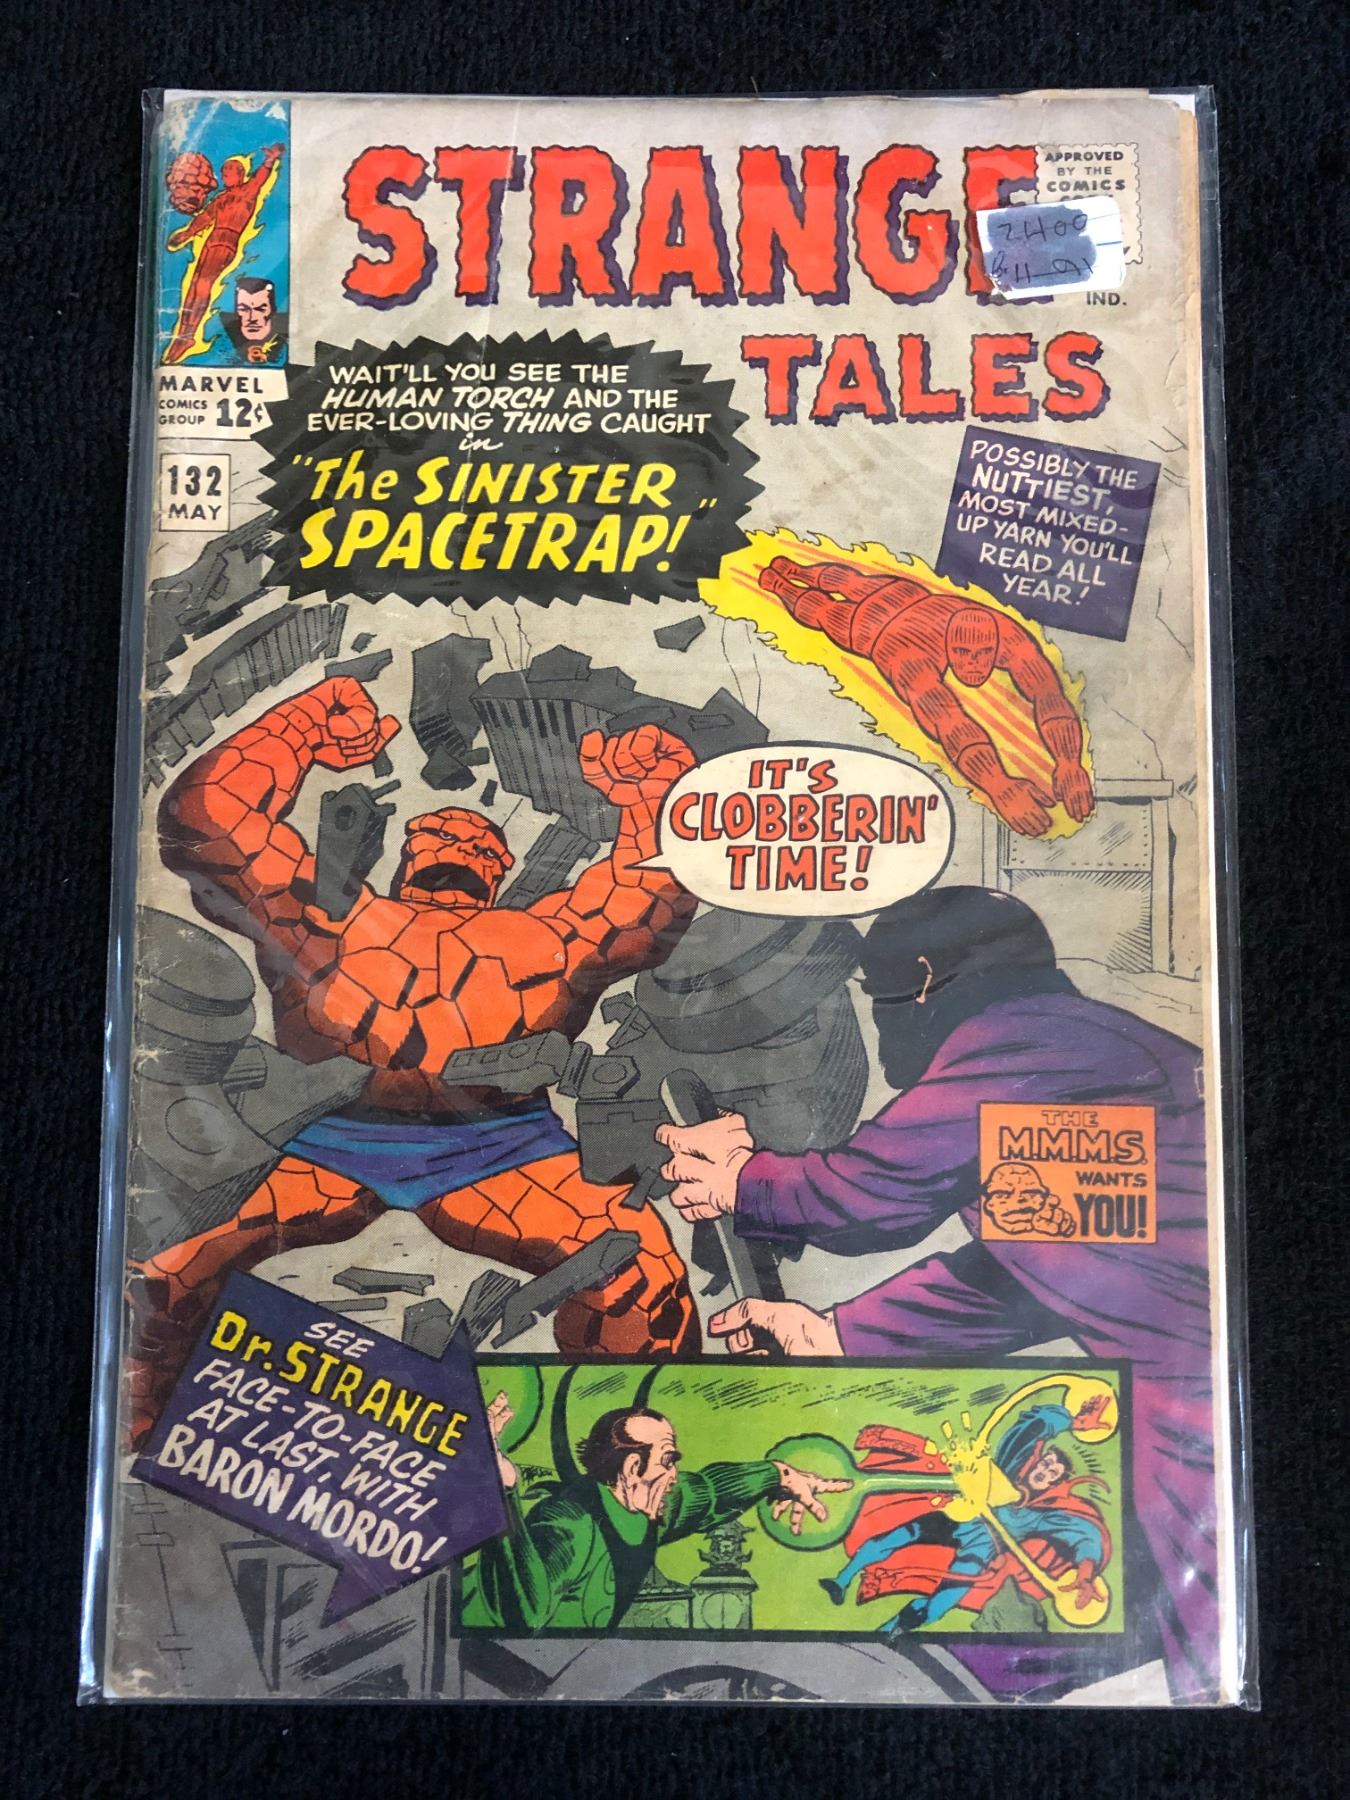 STRANGE
TALES
APPROVED
BY THE
COMICS
IND.
MARVEL
COMICS
GROUP 12¢
132
MAY
WAIT'LL YOU SEE THE
HUMAN TORCH AND THE
EVER-LOVING THING CAUGHT
in
"The SINISTER
SPACETRAP!"
POSSIBLY THE
NUTTIEST,
MOST MIXED-
UP YARN YOU'LL
READ ALL
YEAR!
IT'S
CLOBBERIN'
TIME!
THE
M.M.M.S.
WANTS
YOU!
SEE
Dr. STRANGE
FACE-TO-FACE
AT LAST, WITH
BARON MORDO!